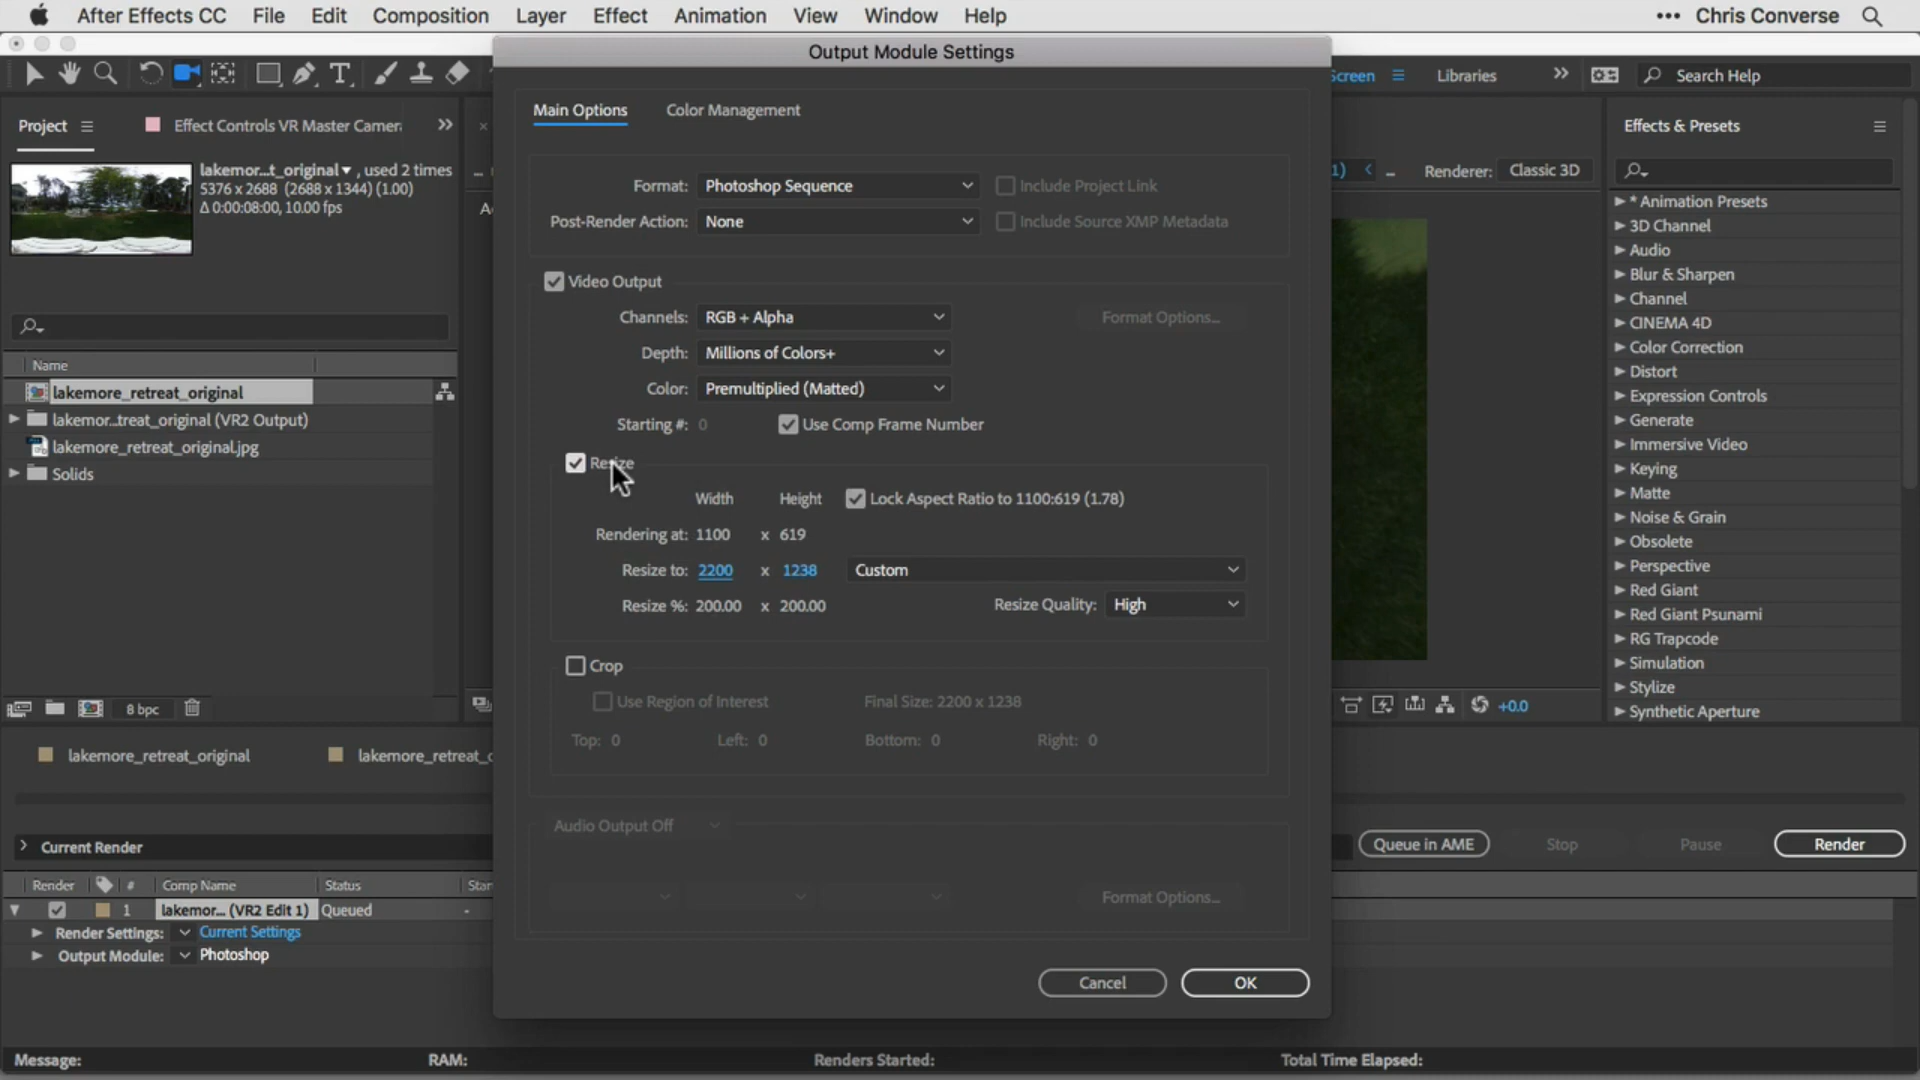 After Effects CC File Edit Composition Layer Effect Animation View Window Help ••• Chris Converse
Output Module Settings
Screen Libraries Search Help
Project Effect Controls VR Master Camera
lakemor...t_original▼ , used 2 times
5376 x 2688 (2688 x 1344) (1.00)
Δ 0:00:08:00, 10.00 fps
Name
lakemore_retreat_original
lakemor...treat_original (VR2 Output)
lakemore_retreat_original.jpg
Solids
8 bpc
Main Options Color Management
Format: Photoshop Sequence Include Project Link
Post-Render Action: None Include Source XMP Metadata
Video Output
Channels: RGB + Alpha Format Options...
Depth: Millions of Colors+
Color: Premultiplied (Matted)
Starting #: 0 Use Comp Frame Number
Resize
Width Height Lock Aspect Ratio to 1100:619 (1.78)
Rendering at: 1100 x 619
Resize to: 2200 x 1238 Custom
Resize %: 200.00 x 200.00 Resize Quality: High
Crop
Use Region of Interest Final Size: 2200 x 1238
Top: 0 Left: 0 Bottom: 0 Right: 0
Audio Output Off
Format Options...
Cancel OK
1) < Renderer: Classic 3D
+0.0
Effects & Presets
* Animation Presets
3D Channel
Audio
Blur & Sharpen
Channel
CINEMA 4D
Color Correction
Distort
Expression Controls
Generate
Immersive Video
Keying
Matte
Noise & Grain
Obsolete
Perspective
Red Giant
Red Giant Psunami
RG Trapcode
Simulation
Stylize
Synthetic Aperture
lakemore_retreat_original lakemore_retreat_o
Current Render Queue in AME Stop Pause Render
Render # Comp Name Status Star
1 lakemor... (VR2 Edit 1) Queued -
Render Settings: Current Settings
Output Module: Photoshop
Message: RAM: Renders Started: Total Time Elapsed: